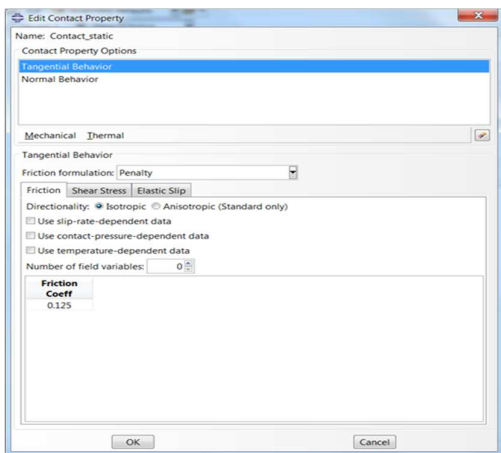 Edit Contact Property
Name: Contact_static
Contact Property Options
Tangential Behavior
Normal Behavior
Mechanical Thermal
Tangential Behavior
Friction formulation: Penalty
Friction Shear Stress Elastic Slip
Directionality: Isotropic Anisotropic (Standard only)
Use slip-rate-dependent data
Use contact-pressure-dependent data
Use temperature-dependent data
Number of field variables: 0
Friction
Coeff
0.125
OK Cancel